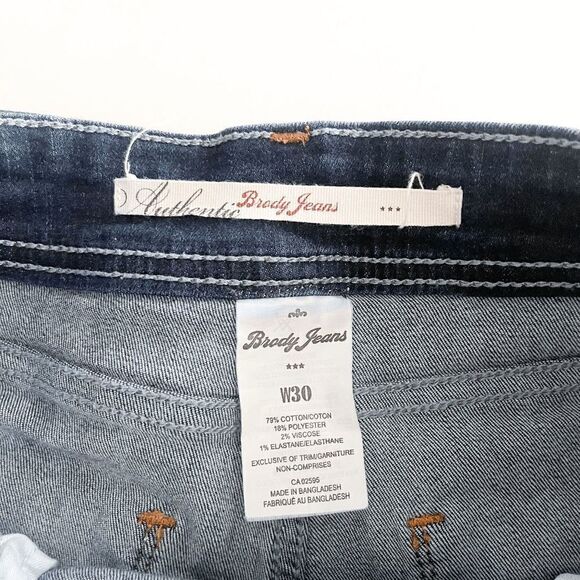 Authentic Brody Jeans ***
Brody Jeans
***
W30
79% COTTON/COTON
18% POLYESTER
2% VISCOSE
1% ELASTANE/ELASTHANE
EXCLUSIVE OF TRIM/GARNITURE
NON-COMPRISES
CA 02595
MADE IN BANGLADESH
FABRIQUÉ AU BANGLADESH